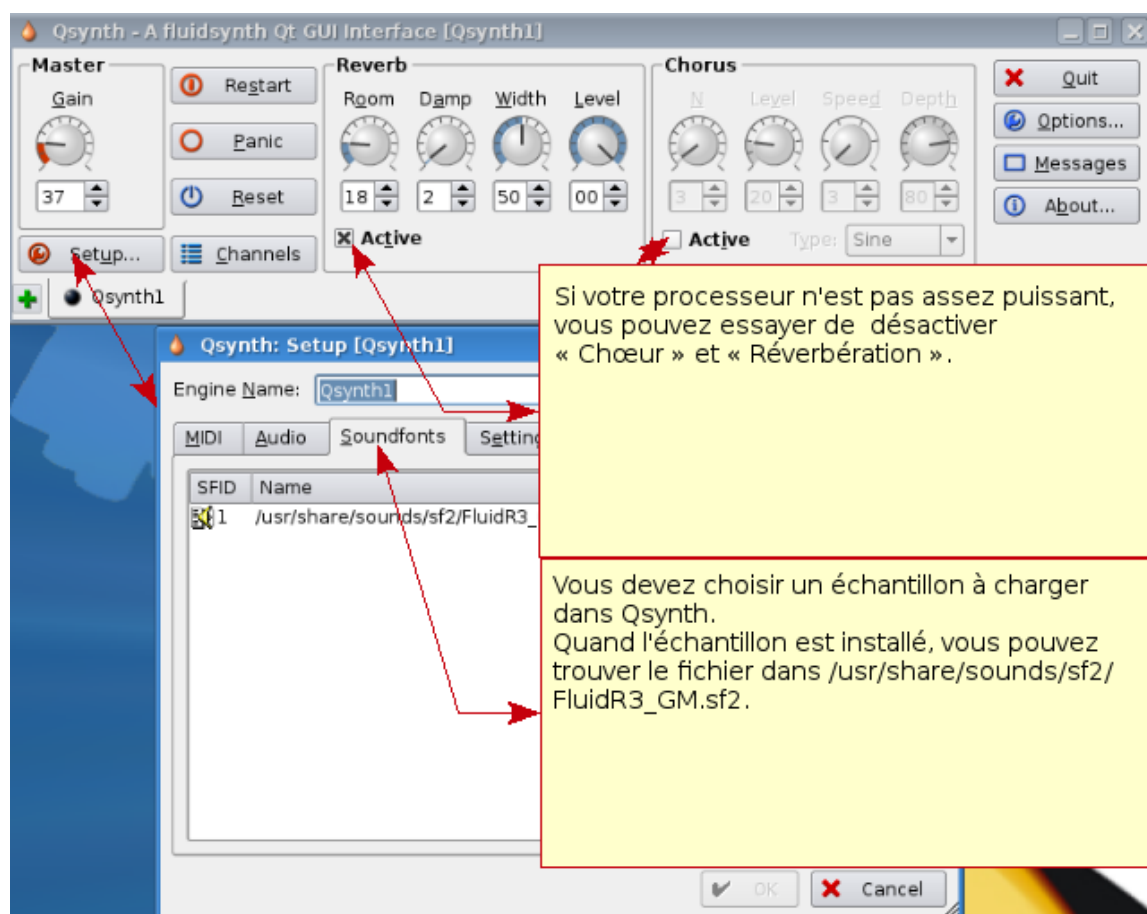 Qsynth - A fluidsynth Qt GUI Interface [Qsynth1]
Master
Reverb
Chorus
Gain
Restart
Room Damp Width Level
N Level Speed Depth
Quit
Panic
Options...
Messages
37
Reset
18 2 50 00
3 20 3 80
About...
Setup...
Channels
Active
Active Type: Sine
Qsynth1
Si votre processeur n'est pas assez puissant,
vous pouvez essayer de désactiver
« Chœur » et « Réverbération ».
Qsynth: Setup [Qsynth1]
Engine Name: Qsynth1
MIDI Audio Soundfonts Setting
SFID Name
1 /usr/share/sounds/sf2/FluidR3_
Vous devez choisir un échantillon à charger
dans Qsynth.
Quand l'échantillon est installé, vous pouvez
trouver le fichier dans /usr/share/sounds/sf2/
FluidR3_GM.sf2.
OK Cancel